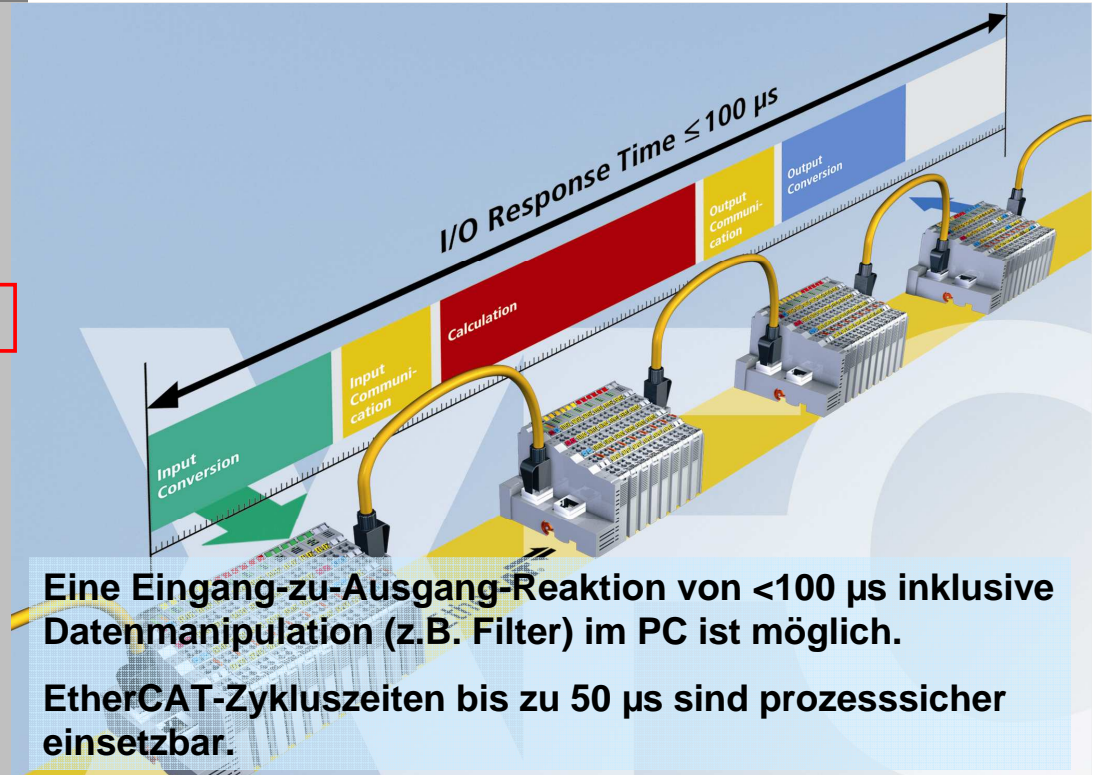 I/O Response Time ≤100 µs
Input
Conversion
Input
Communi-
cation
Calculation
Output
Communi-
cation
Output
Conversion
Eine Eingang-zu-Ausgang-Reaktion von <100 µs inklusive
Datenmanipulation (z.B. Filter) im PC ist möglich.
EtherCAT-Zykluszeiten bis zu 50 µs sind prozesssicher
einsetzbar.